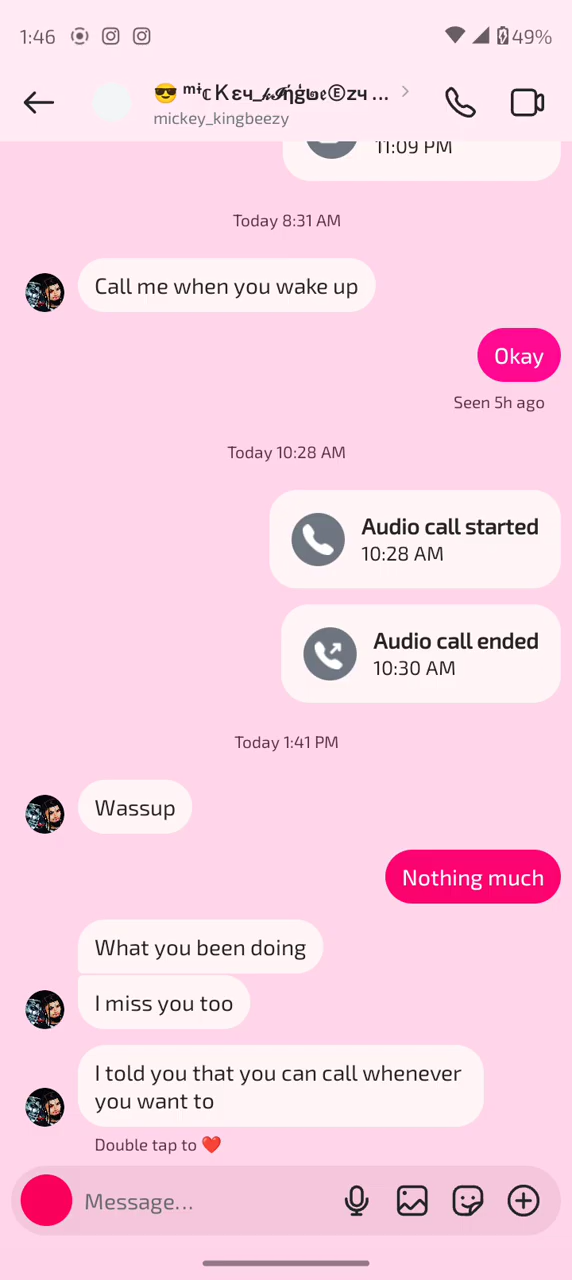 1:46
49%
mickey_kingbeezy
11:09 PM
Today 8:31 AM
Call me when you wake up
Okay
Seen 5h ago
Today 10:28 AM
Audio call started
10:28 AM
Audio call ended
10:30 AM
Today 1:41 PM
Wassup
Nothing much
What you been doing
I miss you too
I told you that you can call whenever
you want to
Double tap to ❤️
Message...